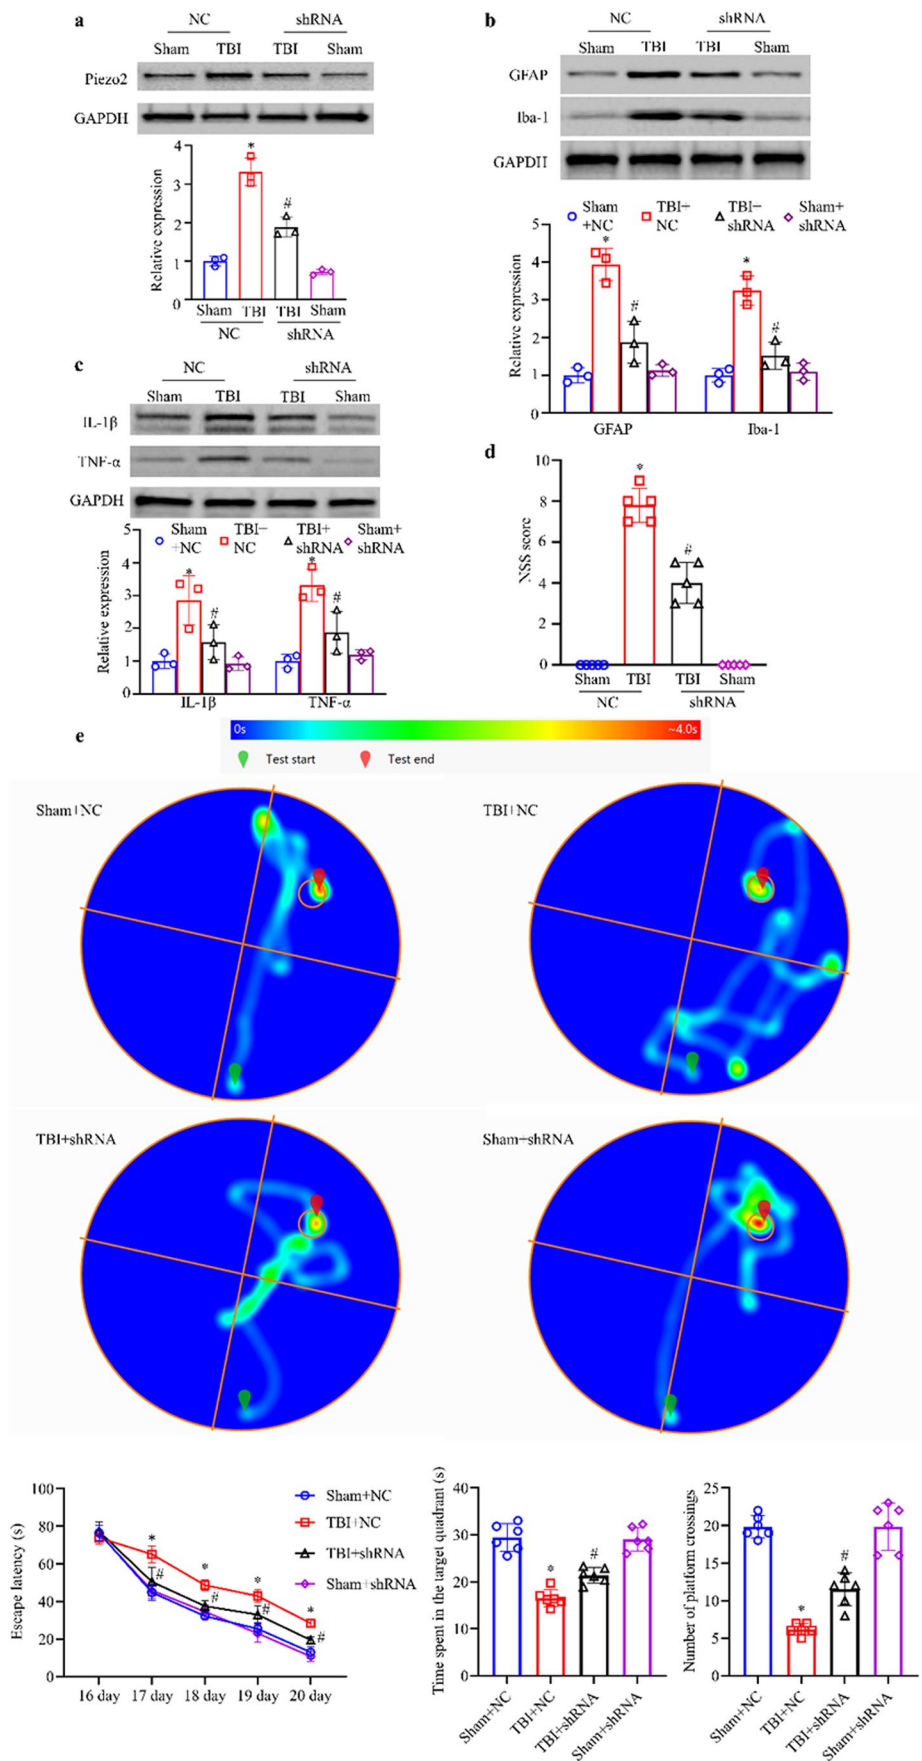 a
NC shRNA
Sham TBI TBI Sham
Piezo2
GAPDH
4
3
2
1
0
Relative expression
*
#
Sham TBI TBI Sham
NC shRNA
b
NC shRNA
Sham TBI TBI Sham
GFAP
Iba-1
GAPDH
Sham +NC TBI+ NC TBI− shRNA Sham+ shRNA
5
4
3
2
1
0
Relative expression
* # * #
GFAP Iba-1
c
NC shRNA
Sham TBI TBI Sham
IL-1β
TNF-α
GAPDH
Sham +NC TBI− NC TBI+ shRNA Sham+ shRNA
5
4
3
2
1
0
Relative expression
* # * #
IL-1β TNF-α
d
10
8
6
4
2
0
NSS score
*
#
Sham TBI TBI Sham
NC shRNA
e
0s ~4.0s
Test start Test end
Sham+NC
TBI+NC
TBI+shRNA
Sham+shRNA
100
80
60
40
20
0
Escape latency (s)
Sham+NC
TBI+NC
TBI+shRNA
Sham+shRNA
* * * *
# # # #
16 day 17 day 18 day 19 day 20 day
40
30
20
10
0
Time spent in the target quadrant (s)
*
#
Sham+NC TBI+NC TBI+shRNA Sham+shRNA
25
20
15
10
5
0
Number of platform crossings
*
#
Sham+NC TBI+NC TBI+shRNA Sham+shRNA